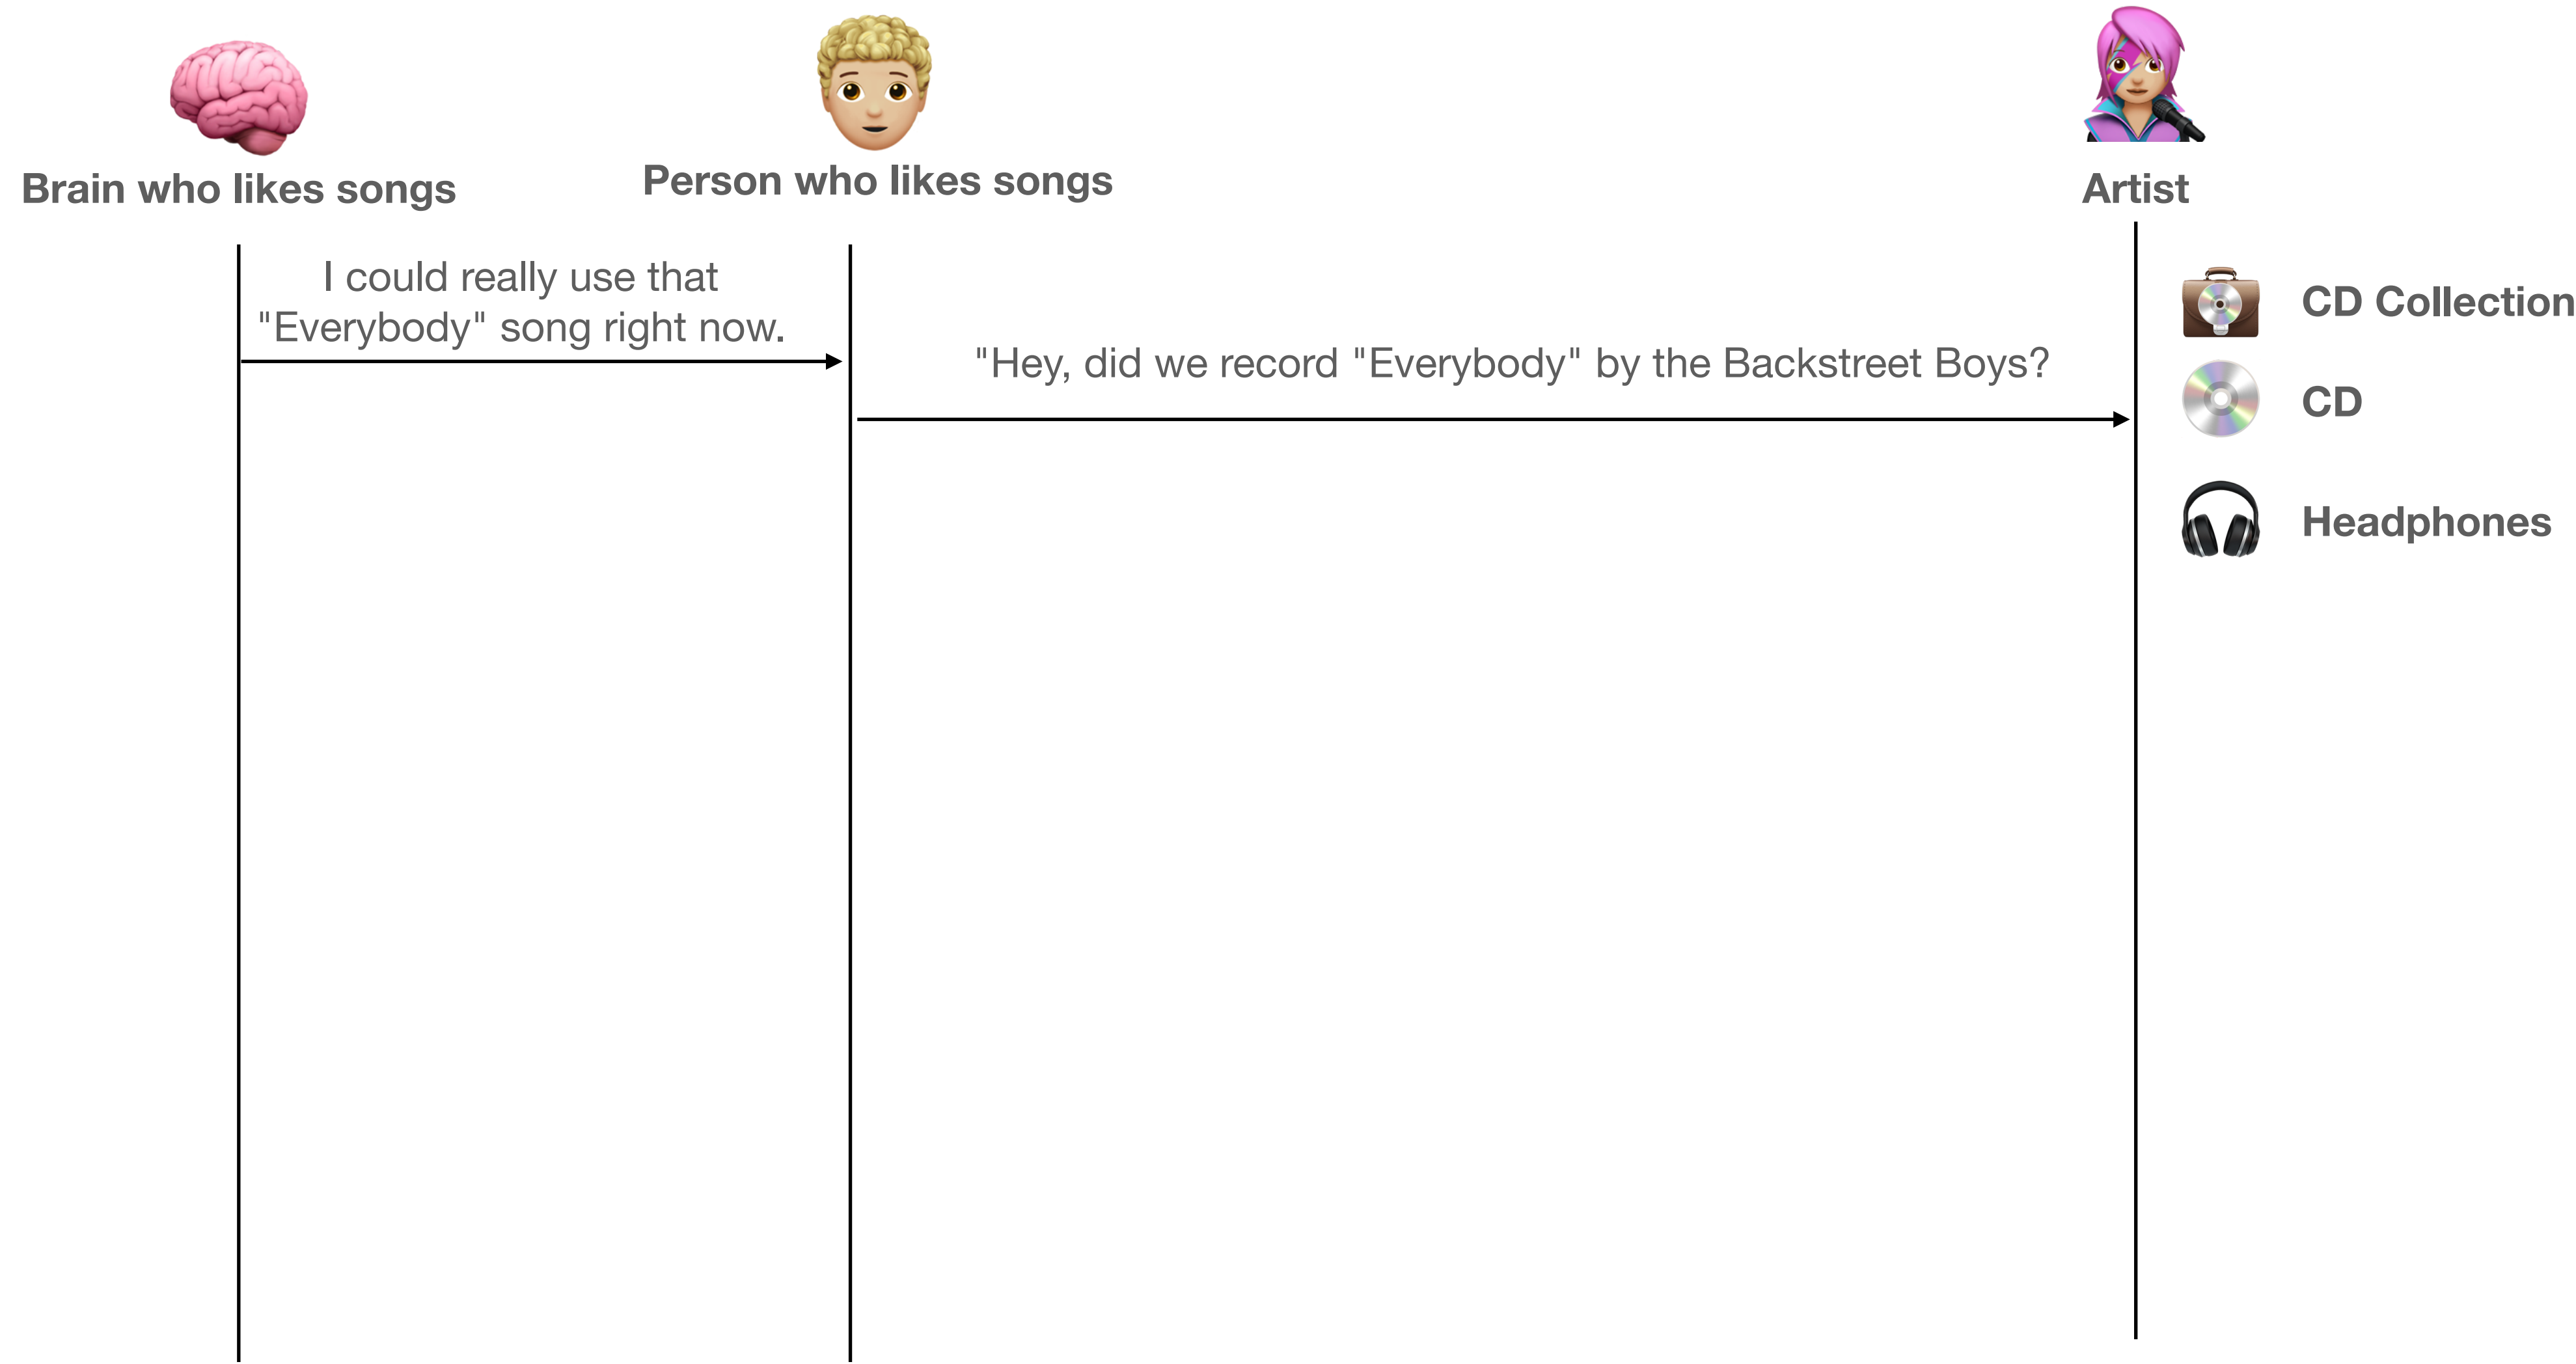 Brain who likes songs
Person who likes songs
Artist
I could really use that
"Everybody" song right now.
"Hey, did we record "Everybody" by the Backstreet Boys?
CD Collection
CD
Headphones